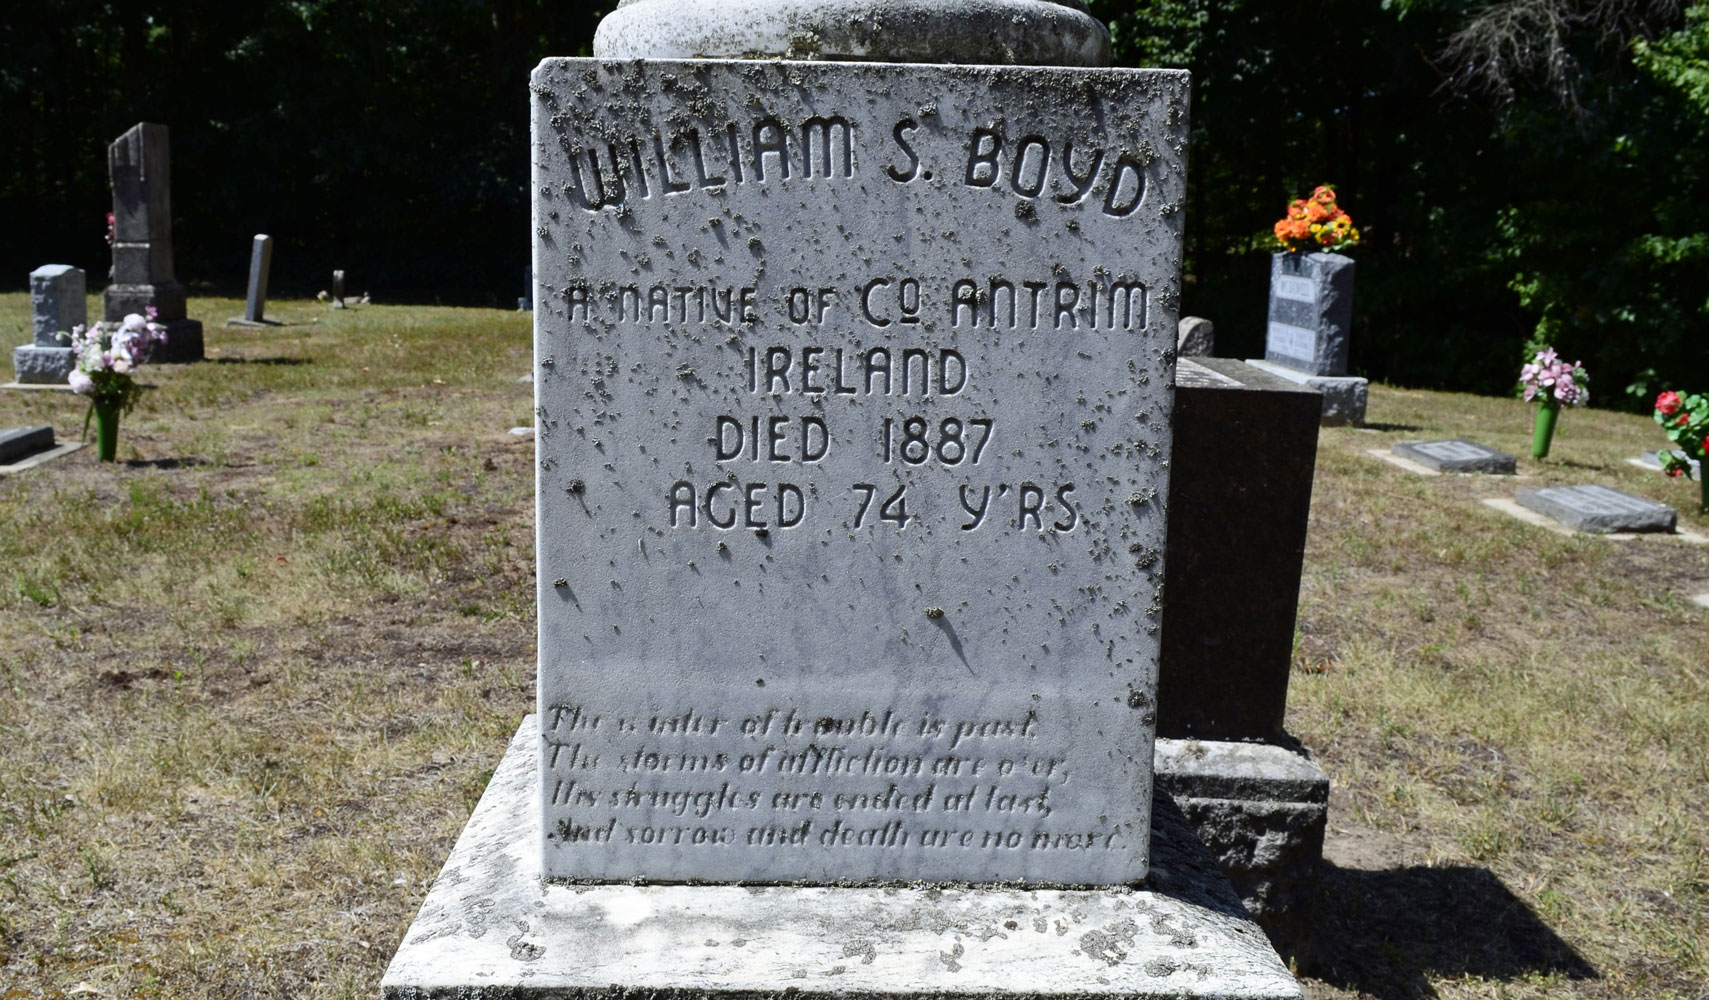 WILLIAM S. BOYD
A NATIVE OF Cº ANTRIM
IRELAND
DIED 1887
AGED 74 Y'RS
The winter of trouble is past,
The storms of affliction are o'er,
His struggles are ended at last,
And sorrow and death are no more.